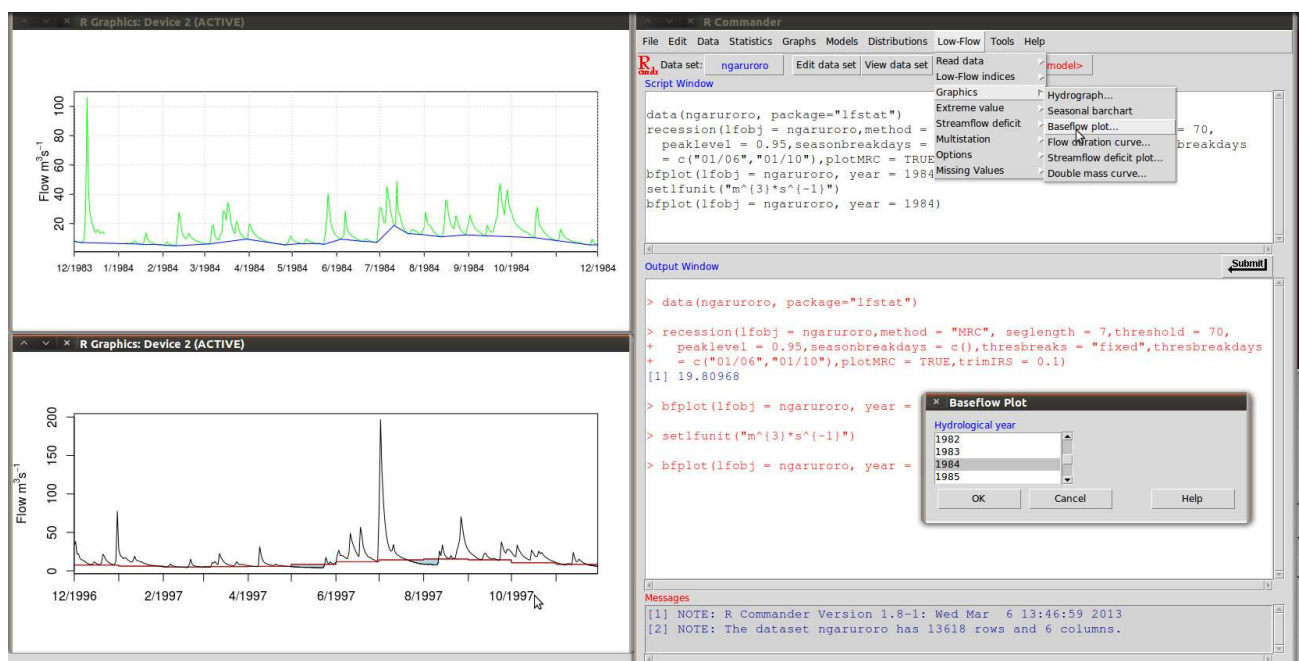 R Graphics: Device 2 (ACTIVE)
Flow m³s⁻¹
100
80
60
40
20
12/1983 1/1984 2/1984 3/1984 4/1984 5/1984 6/1984 7/1984 8/1984 9/1984 10/1984 12/1984
R Graphics: Device 2 (ACTIVE)
Flow m³s⁻¹
200
150
100
50
0
12/1996 2/1997 4/1997 6/1997 8/1997 10/1997
R Commander
File Edit Data Statistics Graphs Models Distributions Low-Flow Tools Help
R cmdr Data set: ngaruroro Edit data set View data set model>
Read data
Low-Flow indices
Graphics
Extreme value
Streamflow deficit
Multistation
Options
Missing Values
Hydrograph...
Seasonal barchart
Baseflow plot...
Flow duration curve...
Streamflow deficit plot...
Double mass curve...
Script Window
data(ngaruroro, package="lfstat")
recession(lfobj = ngaruroro,method = = 70,
peaklevel = 0.95,seasonbreakdays = breakdays
= c("01/06","01/10"),plotMRC = TRUE
bfplot(lfobj = ngaruroro, year = 1984
setlfunit("m^{3}*s^{-1}")
bfplot(lfobj = ngaruroro, year = 1984)
Output Window
Submit
> data(ngaruroro, package="lfstat")
> recession(lfobj = ngaruroro,method = "MRC", seglength = 7,threshold = 70,
+ peaklevel = 0.95,seasonbreakdays = c(),thresbreaks = "fixed",thresbreakdays
+ = c("01/06","01/10"),plotMRC = TRUE,trimIRS = 0.1)
[1] 19.80968
> bfplot(lfobj = ngaruroro, year =
> setlfunit("m^{3}*s^{-1}")
> bfplot(lfobj = ngaruroro, year =
Baseflow Plot
Hydrological year
1982
1983
1984
1985
OK Cancel Help
Messages
[1] NOTE: R Commander Version 1.8-1: Wed Mar  6 13:46:59 2013
[2] NOTE: The dataset ngaruroro has 13618 rows and 6 columns.